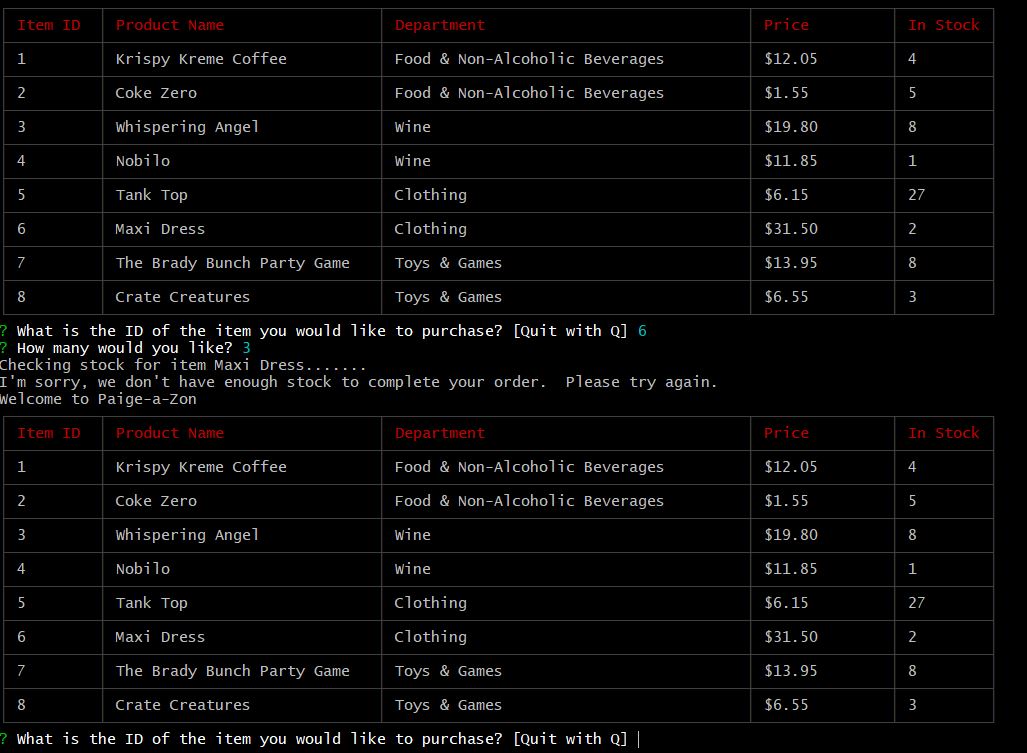 Item ID Product Name Department Price In Stock
1 Krispy Kreme Coffee Food & Non-Alcoholic Beverages $12.05 4
2 Coke Zero Food & Non-Alcoholic Beverages $1.55 5
3 Whispering Angel Wine $19.80 8
4 Nobilo Wine $11.85 1
5 Tank Top Clothing $6.15 27
6 Maxi Dress Clothing $31.50 2
7 The Brady Bunch Party Game Toys & Games $13.95 8
8 Crate Creatures Toys & Games $6.55 3
? What is the ID of the item you would like to purchase? [Quit with Q] 6
? How many would you like? 3
Checking stock for item Maxi Dress.......
I'm sorry, we don't have enough stock to complete your order.  Please try again.
Welcome to Paige-a-Zon
Item ID Product Name Department Price In Stock
1 Krispy Kreme Coffee Food & Non-Alcoholic Beverages $12.05 4
2 Coke Zero Food & Non-Alcoholic Beverages $1.55 5
3 Whispering Angel Wine $19.80 8
4 Nobilo Wine $11.85 1
5 Tank Top Clothing $6.15 27
6 Maxi Dress Clothing $31.50 2
7 The Brady Bunch Party Game Toys & Games $13.95 8
8 Crate Creatures Toys & Games $6.55 3
? What is the ID of the item you would like to purchase? [Quit with Q]